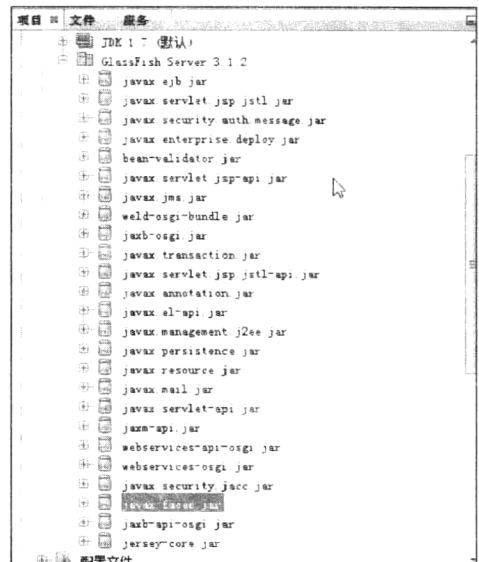 项目 文件 服务
JDK 1.7 (默认)
GlassFish Server 3.1.2
javax.ejb.jar
javax.servlet.jsp.jstl.jar
javax.security.auth.message.jar
javax.enterprise.deploy.jar
bean-validator.jar
javax.servlet.jsp-api.jar
javax.jms.jar
weld-osgi-bundle.jar
jaxb-osgi.jar
javax.transaction.jar
javax.servlet.jsp.jstl-api.jar
javax.annotation.jar
javax.el-api.jar
javax.management.j2ee.jar
javax.persistence.jar
javax.resource.jar
javax.mail.jar
javax.servlet-api.jar
jaxm-api.jar
webservices-api-osgi.jar
webservices-osgi.jar
javax.security.jacc.jar
javax.faces.jar
jaxb-api-osgi.jar
jersey-core.jar
配置文件